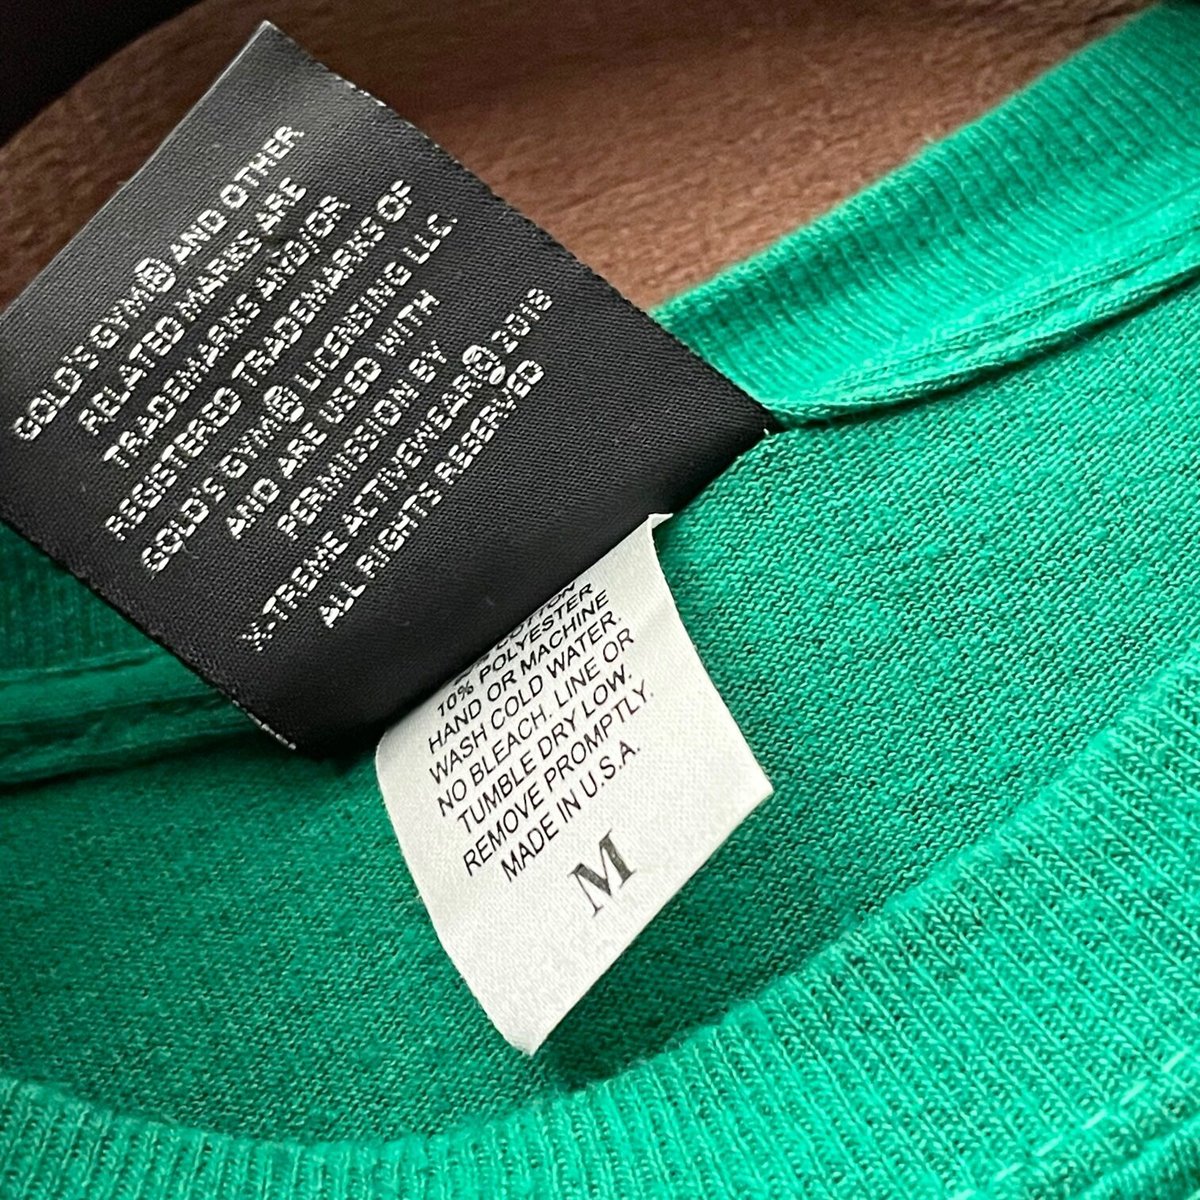 GOLD'S GYM® AND OTHER
RELATED MARKS ARE
TRADEMARKS AND/OR
REGISTERED TRADEMARKS OF
GOLD'S GYM® LICENSING LLC.
AND ARE USED WITH
PERMISSION BY
X-TREME ACTIVEWEAR® 2018
ALL RIGHTS RESERVED
COTTON
10% POLYESTER
HAND OR MACHINE
WASH COLD WATER.
NO BLEACH. LINE OR
TUMBLE DRY LOW.
REMOVE PROMPTLY.
MADE IN U.S.A.
M